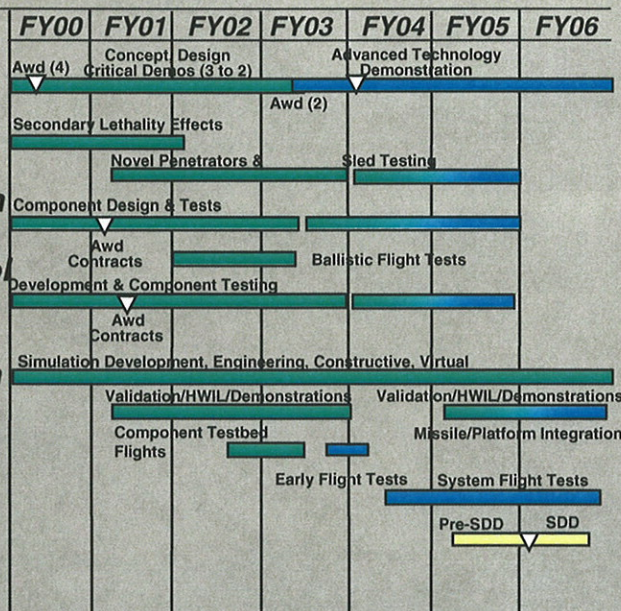 FY00 FY01 FY02 FY03 FY04 FY05 FY06
Concept, Design
Critical Demos (3 to 2)
Advanced Technology
Demonstration
Awd (4)
Awd (2)
Secondary Lethality Effects
Novel Penetrators &
Sled Testing
Component Design & Tests
Awd
Contracts
Ballistic Flight Tests
Development & Component Testing
Awd
Contracts
Simulation Development, Engineering, Constructive, Virtual
Validation/HWIL/Demonstrations
Validation/HWIL/Demonstrations
Component Testbed
Flights
Missile/Platform Integration
Early Flight Tests
System Flight Tests
Pre-SDD SDD